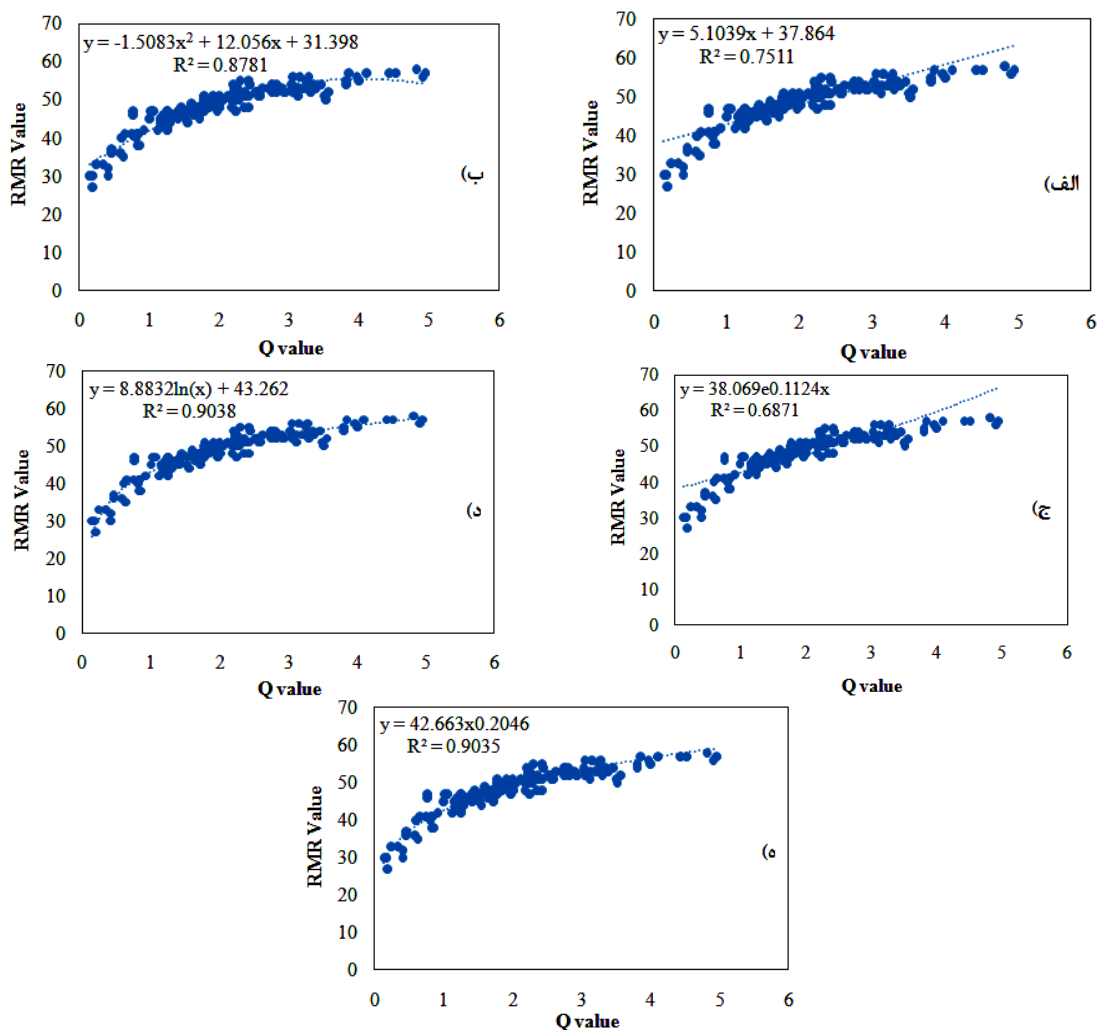 y = 5.1039x + 37.864
R² = 0.7511
الف)
RMR Value
70
60
50
40
30
20
10
0
0 1 2 3 4 5 6
Q value
y = -1.5083x² + 12.056x + 31.398
R² = 0.8781
ب)
RMR Value
70
60
50
40
30
20
10
0
0 1 2 3 4 5 6
Q value
y = 38.069e0.1124x
R² = 0.6871
ج)
RMR Value
70
60
50
40
30
20
10
0
0 1 2 3 4 5 6
Q value
y = 8.8832ln(x) + 43.262
R² = 0.9038
د)
RMR Value
70
60
50
40
30
20
10
0
0 1 2 3 4 5 6
Q value
y = 42.663x0.2046
R² = 0.9035
ه)
RMR Value
70
60
50
40
30
20
10
0
0 1 2 3 4 5 6
Q value